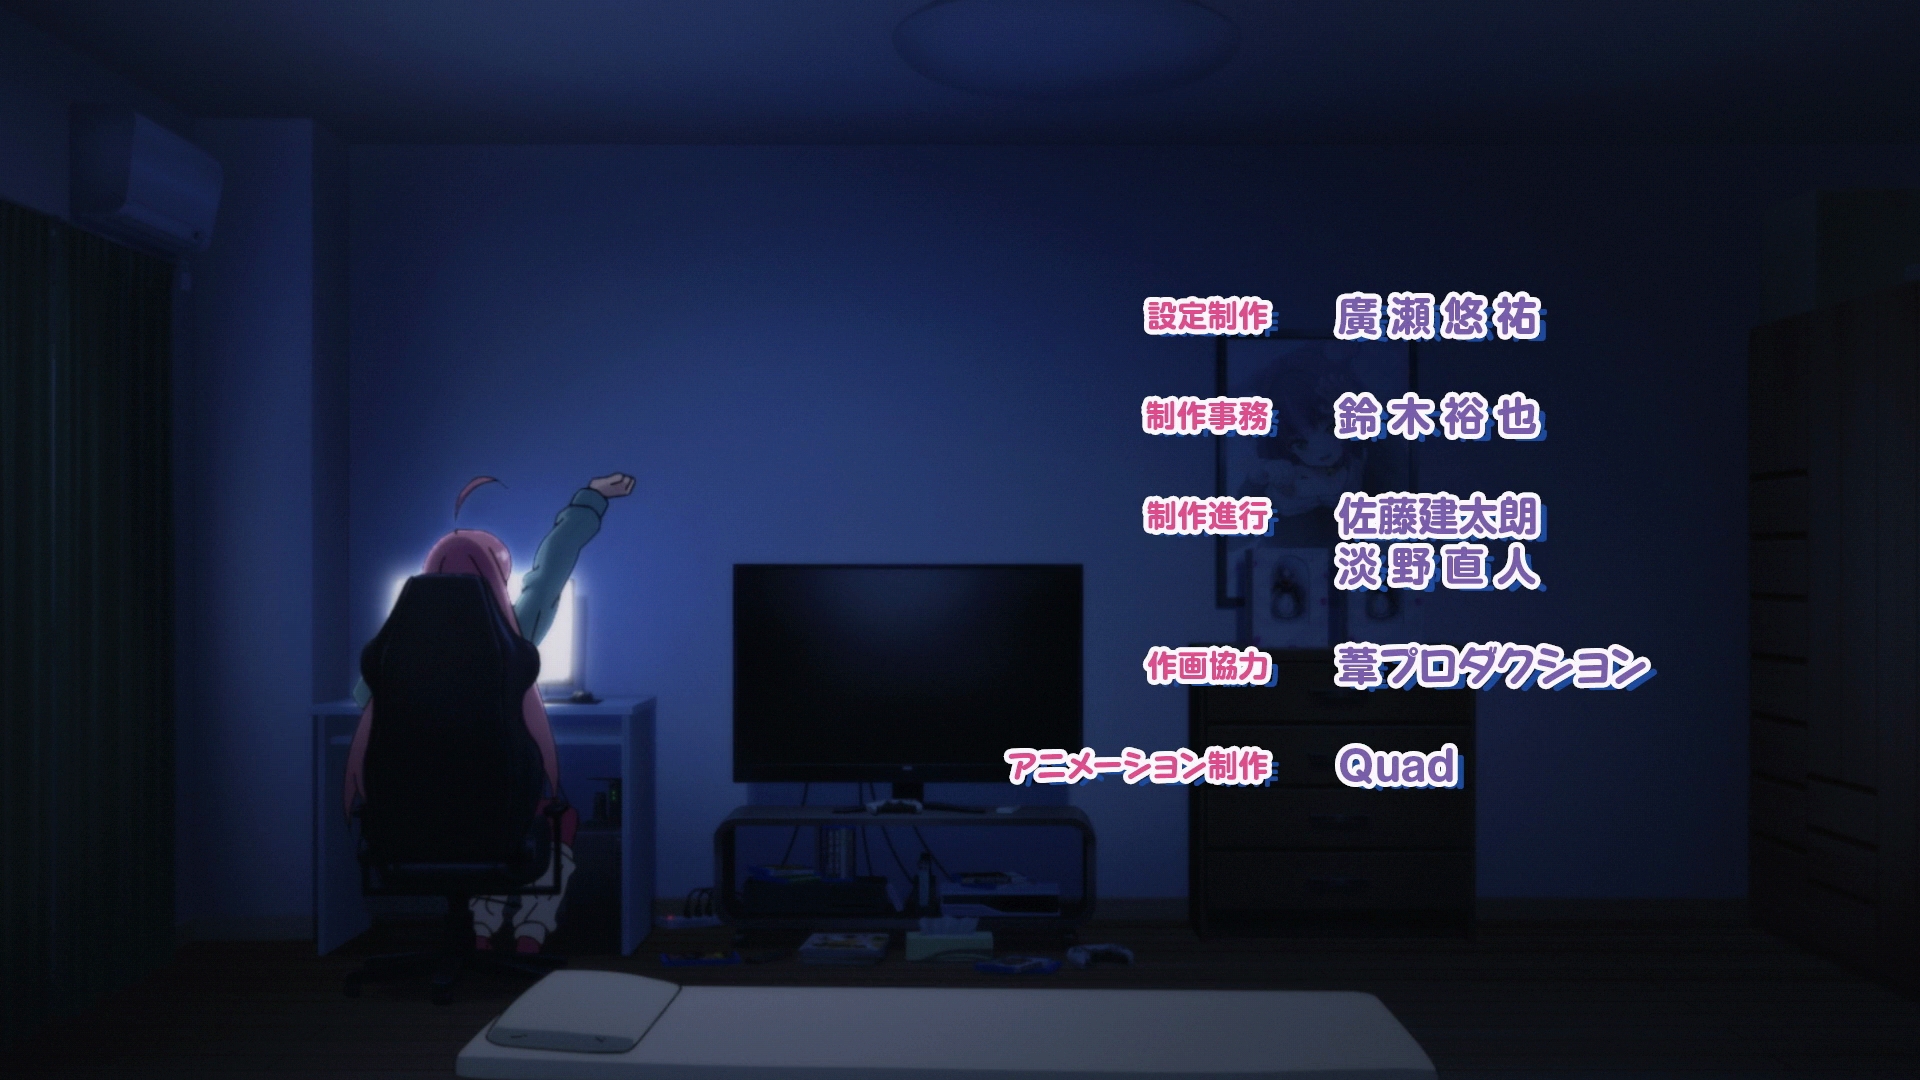 設定制作 廣瀬悠祐
制作事務 鈴木裕也
制作進行 佐藤建太朗
淡野直人
作画協力 葦プロダクション
アニメーション制作 Quad